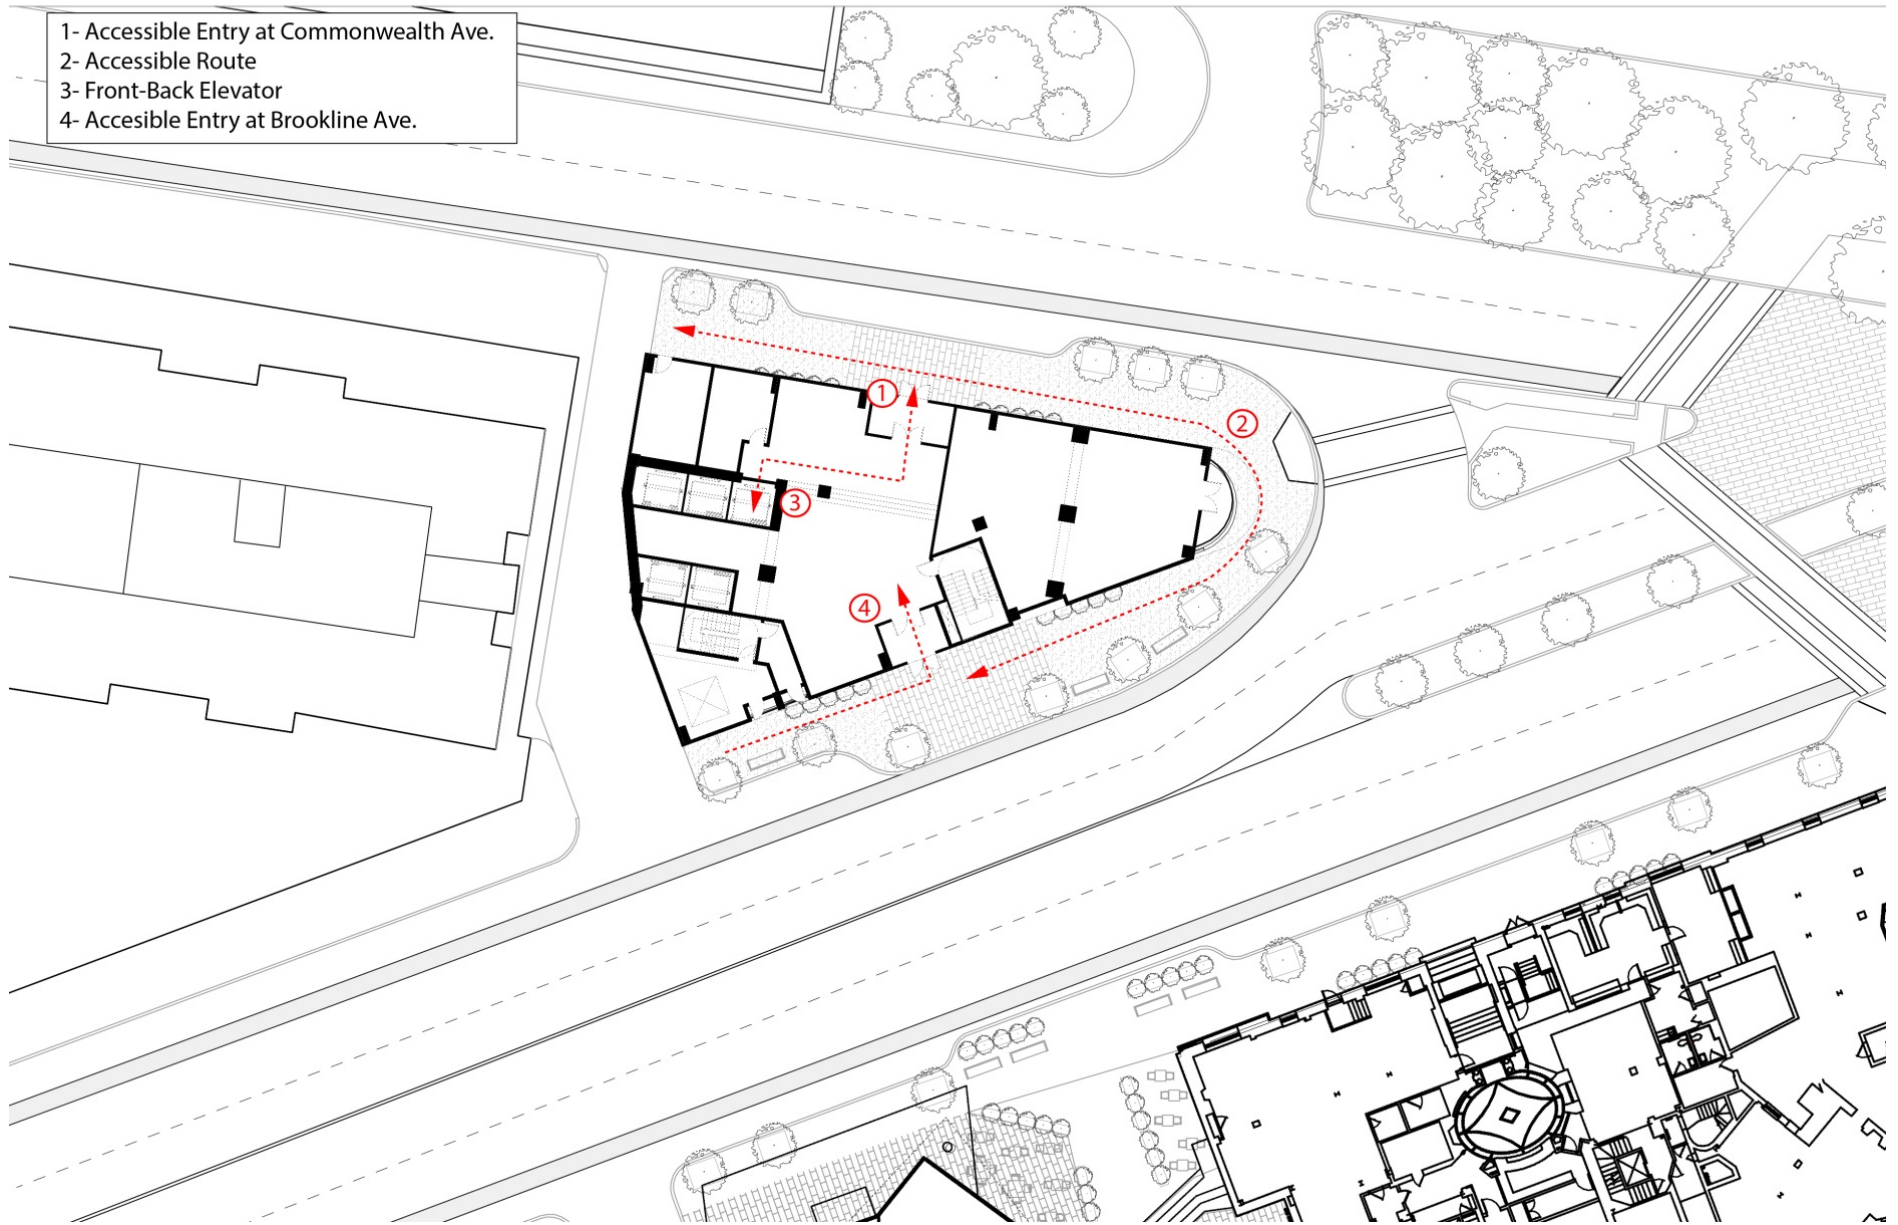 1- Accessible Entry at Commonwealth Ave.
2- Accessible Route
3- Front-Back Elevator
4- Accesible Entry at Brookline Ave.
1
2
3
4